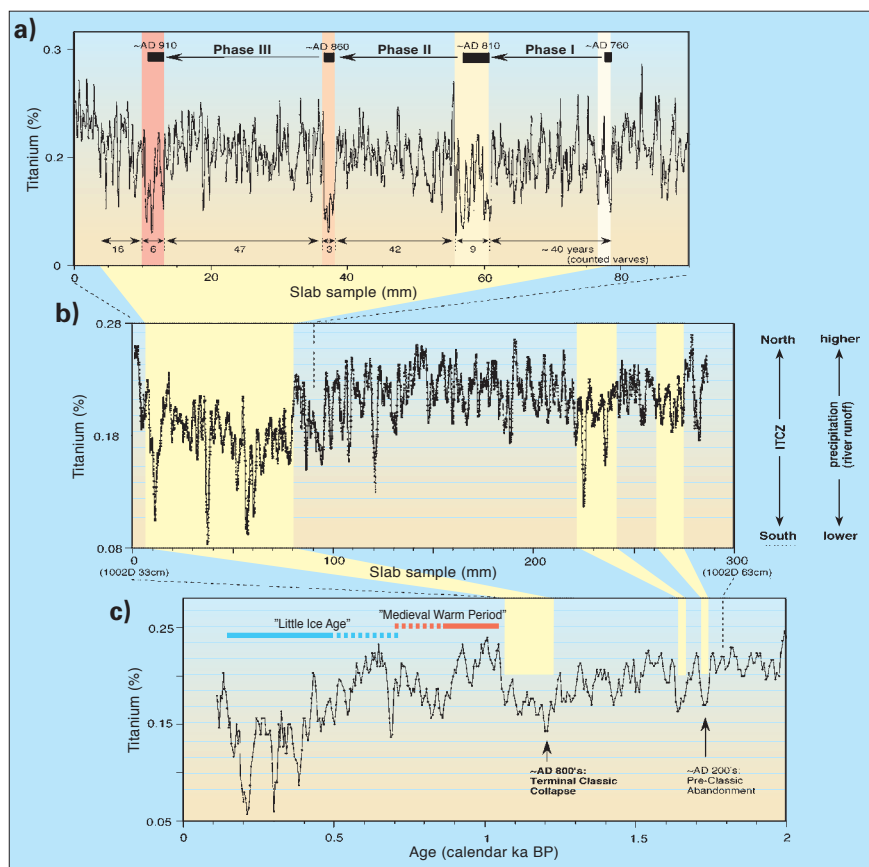 a)
~AD 910
~AD 860
~AD 810
~AD 760
Phase III
Phase II
Phase I
0.3
0.2
0
Titanium (%)
16
6
47
3
42
9
~ 40 years
(counted varves)
0
20
40
60
80
Slab sample (mm)
b)
0.28
0.18
0.08
Titanium (%)
North
higher
ITCZ
precipitation
(river runoff)
South
lower
0
100
200
300
(1002D 33cm)
Slab sample (mm)
(1002D 63cm)
c)
"Little Ice Age"
"Medieval Warm Period"
0.25
0.15
0.05
Titanium (%)
~AD 800's:
Terminal Classic
Collapse
~AD 200's:
Pre-Classic
Abandonment
0
0.5
1
1.5
2
Age (calendar ka BP)